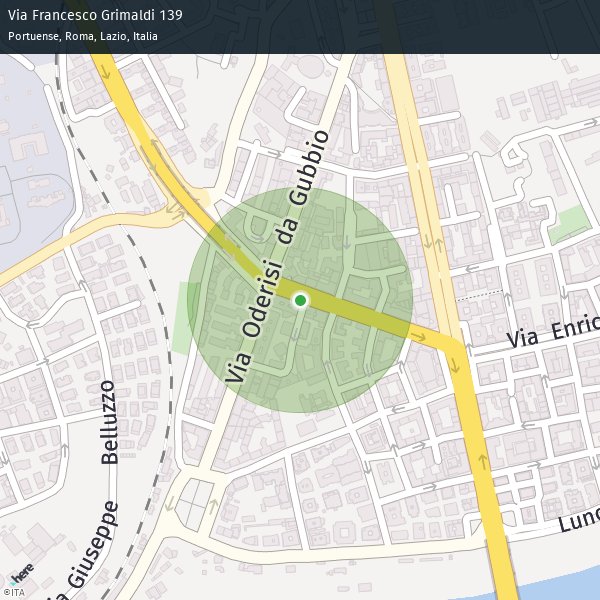 Via Francesco Grimaldi 139
Portuense, Roma, Lazio, Italia
Via Oderisi da Gubbio
Via Enric
Belluzzo
Via Giuseppe
Lung
here
©ITA